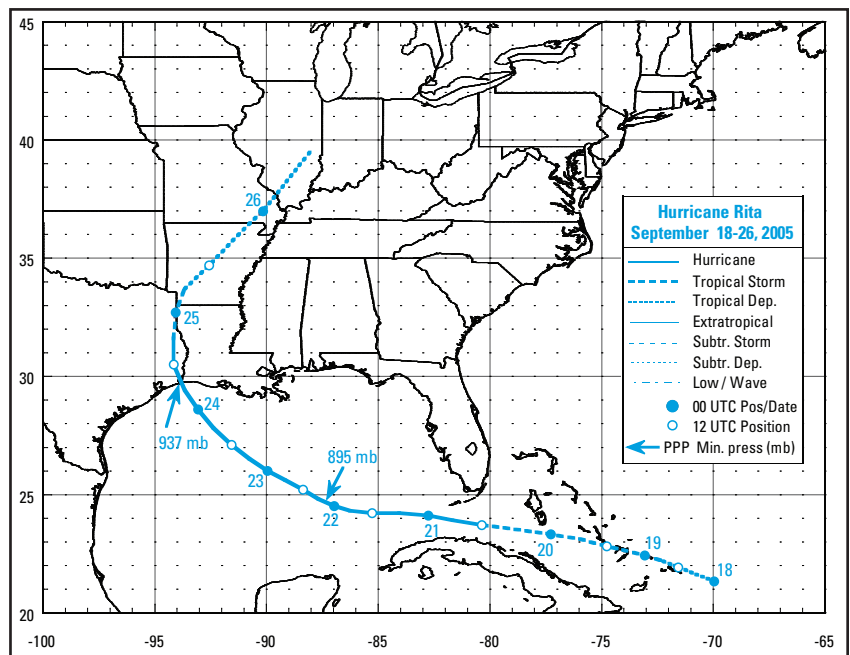 45
40
35
30
25
20
-100
-95
-90
-85
-80
-75
-70
-65
26
25
24
937 mb
895 mb
23
22
21
20
19
18
Hurricane Rita
September 18-26, 2005
Hurricane
Tropical Storm
Tropical Dep.
Extratropical
Subtr. Storm
Subtr. Dep.
Low / Wave
00 UTC Pos/Date
12 UTC Position
PPP Min. press (mb)